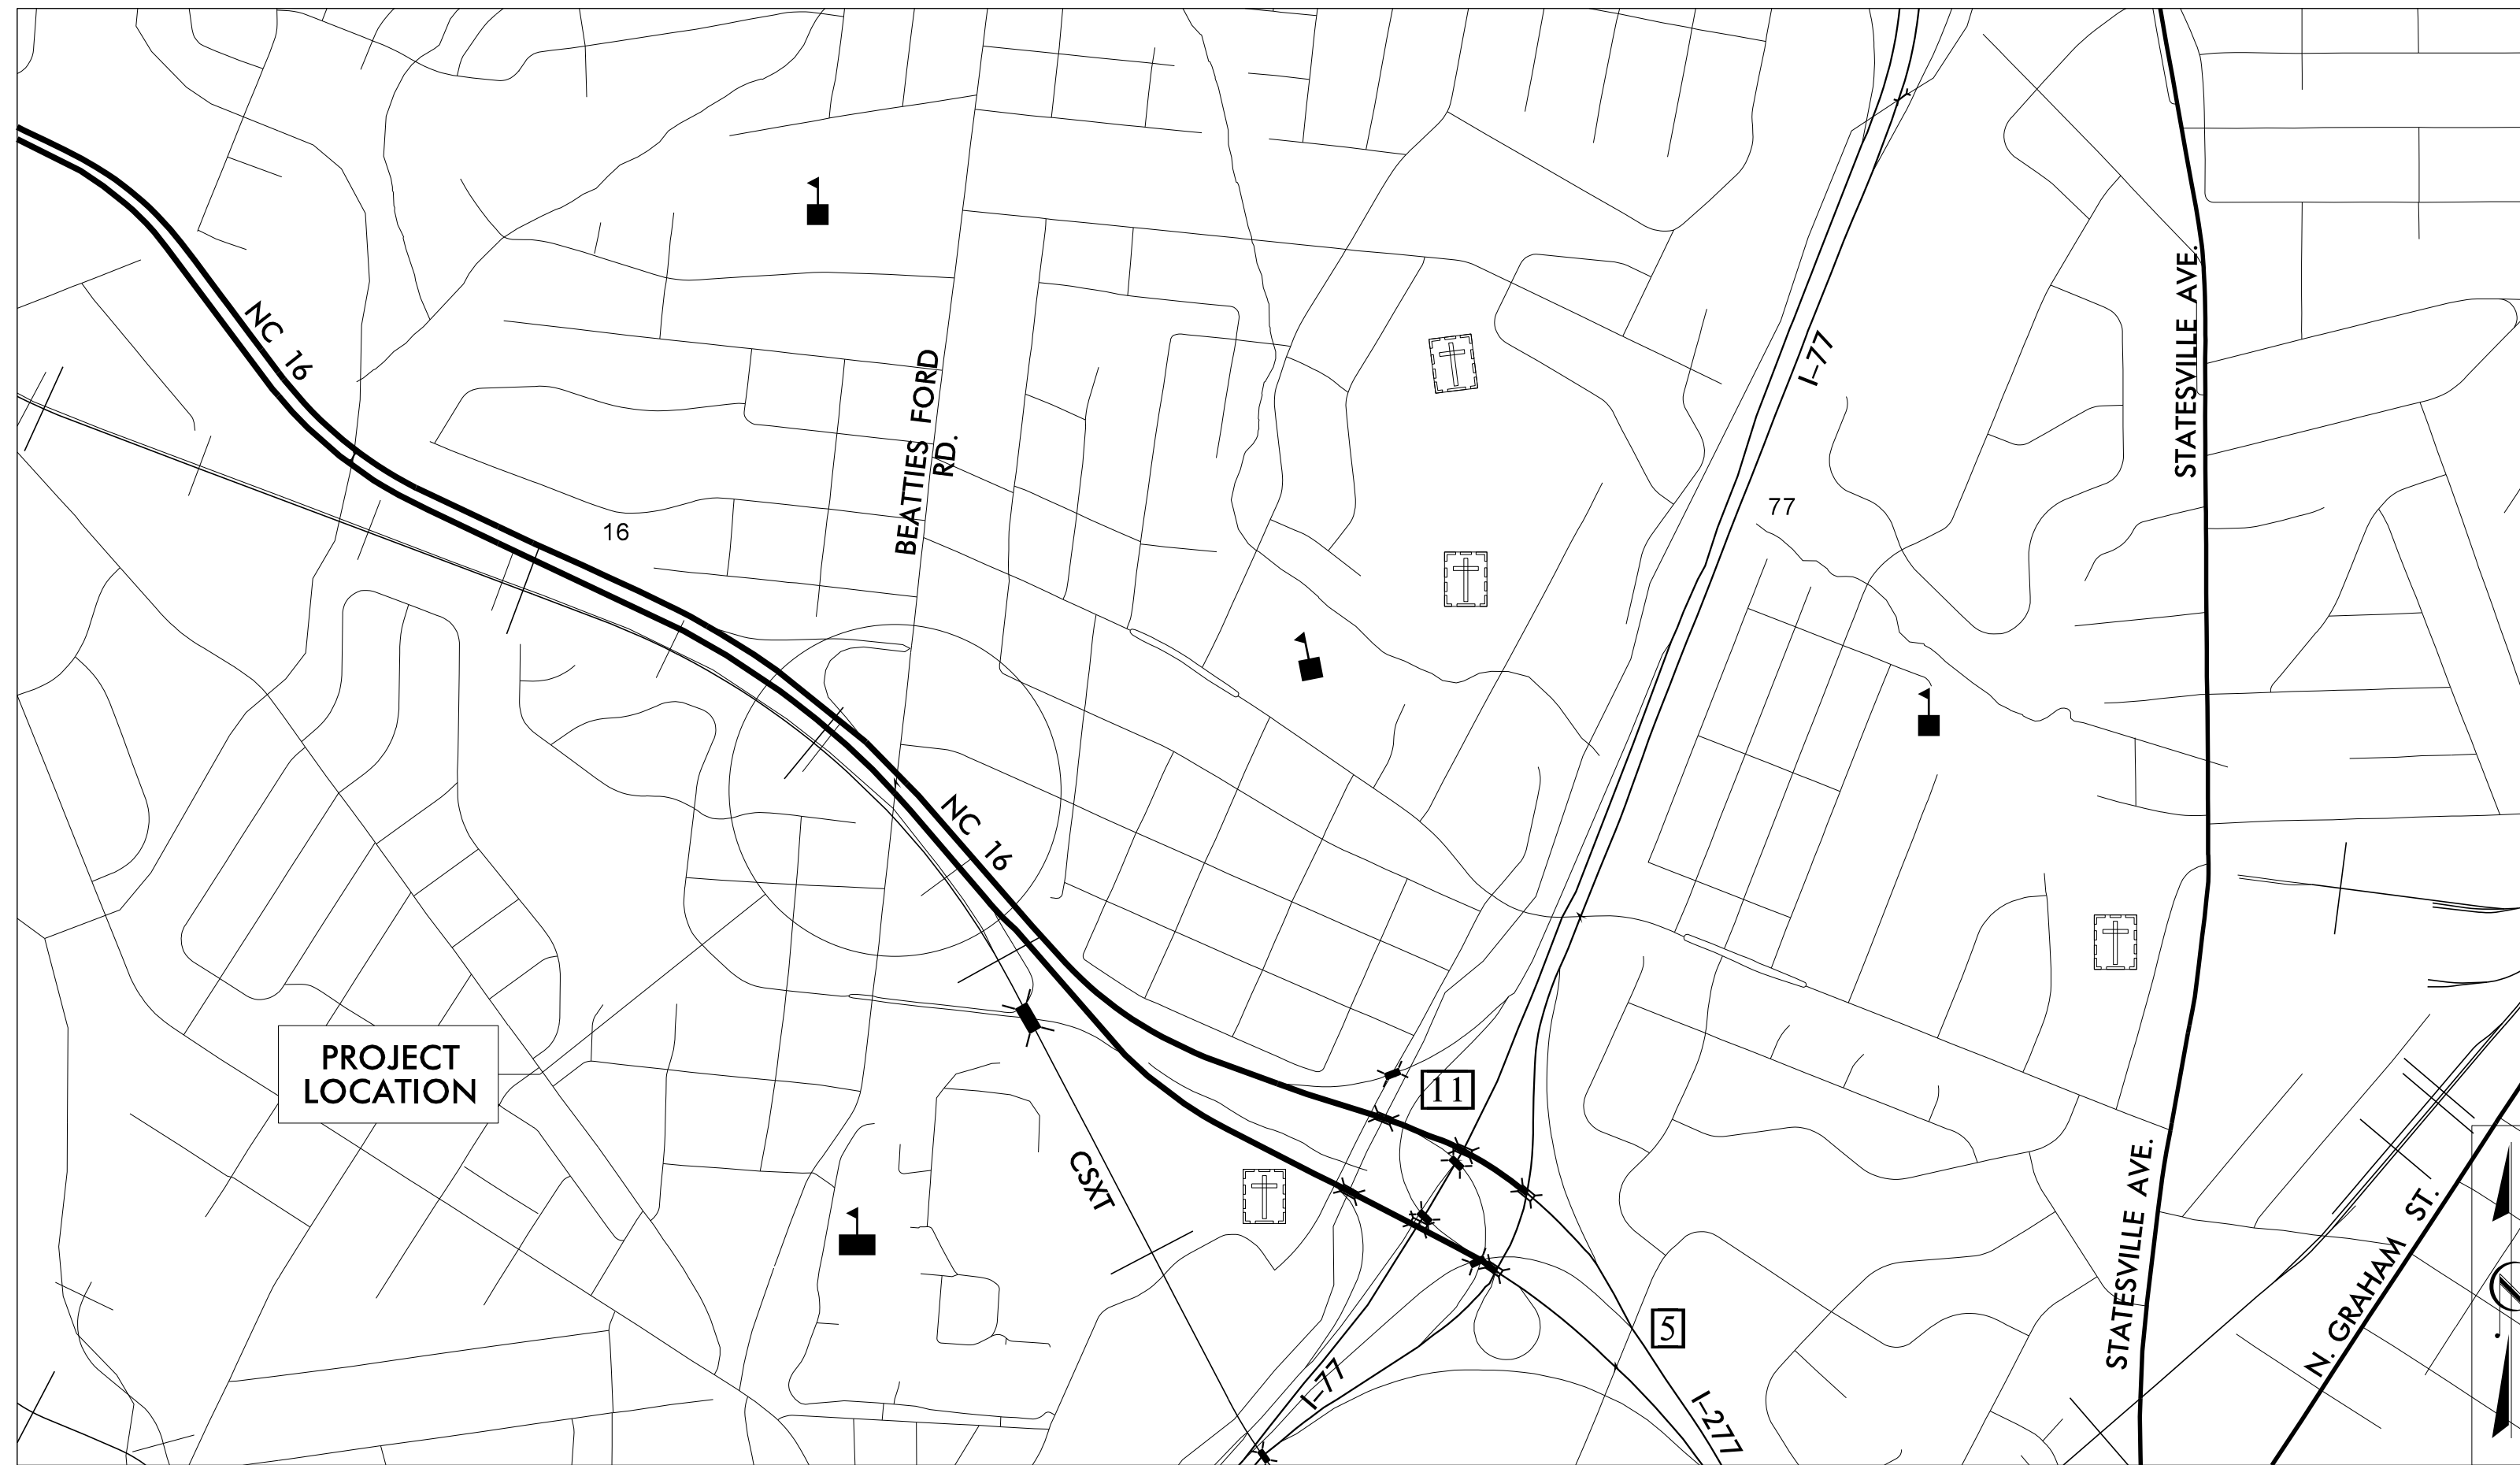 NC 16
I-77
STATESVILLE AVE.
BEATTIES FORD
RD.
77
16
NC 16
PROJECT
LOCATION
11
CSXT
STATESVILLE AVE.
N. GRAHAM ST.
5
I-77
I-277